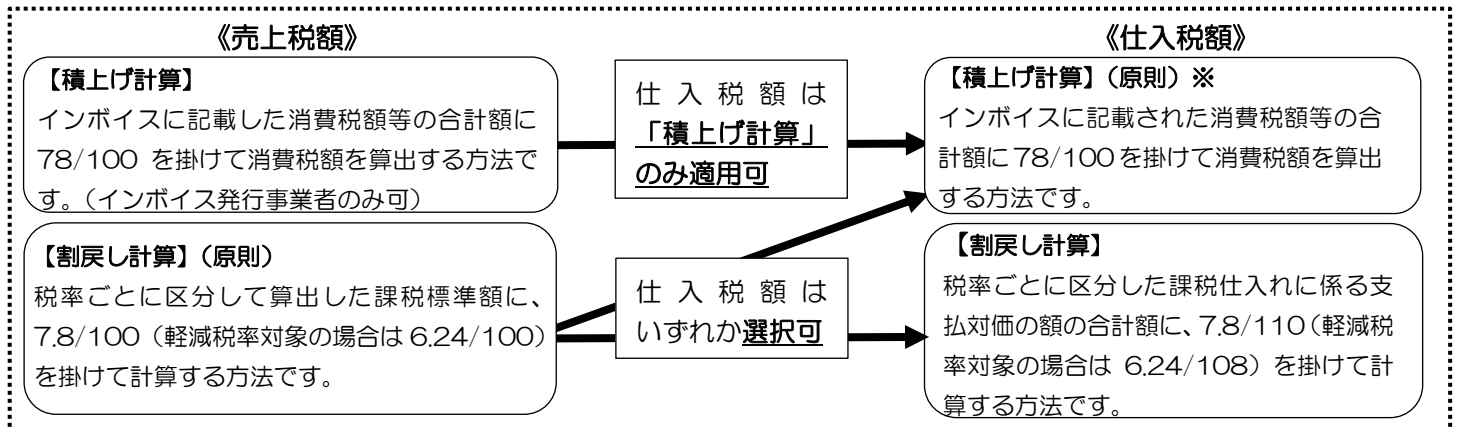 《売上税額》
【積上げ計算】
インボイスに記載した消費税額等の合計額に
78/100 を掛けて消費税額を算出する方法で
す。（インボイス発行事業者のみ可）
【割戻し計算】（原則）
税率ごとに区分して算出した課税標準額に、
7.8/100（軽減税率対象の場合は 6.24/100）
を掛けて計算する方法です。
仕入税額は
「積上げ計算」
のみ適用可
仕入税額は
いずれか選択可
《仕入税額》
【積上げ計算】（原則）※
インボイスに記載された消費税額等の合
計額に 78/100 を掛けて消費税額を算出
する方法です。
【割戻し計算】
税率ごとに区分した課税仕入れに係る支
払対価の額の合計額に、7.8/110（軽減税
率対象の場合は 6.24/108）を掛けて計
算する方法です。